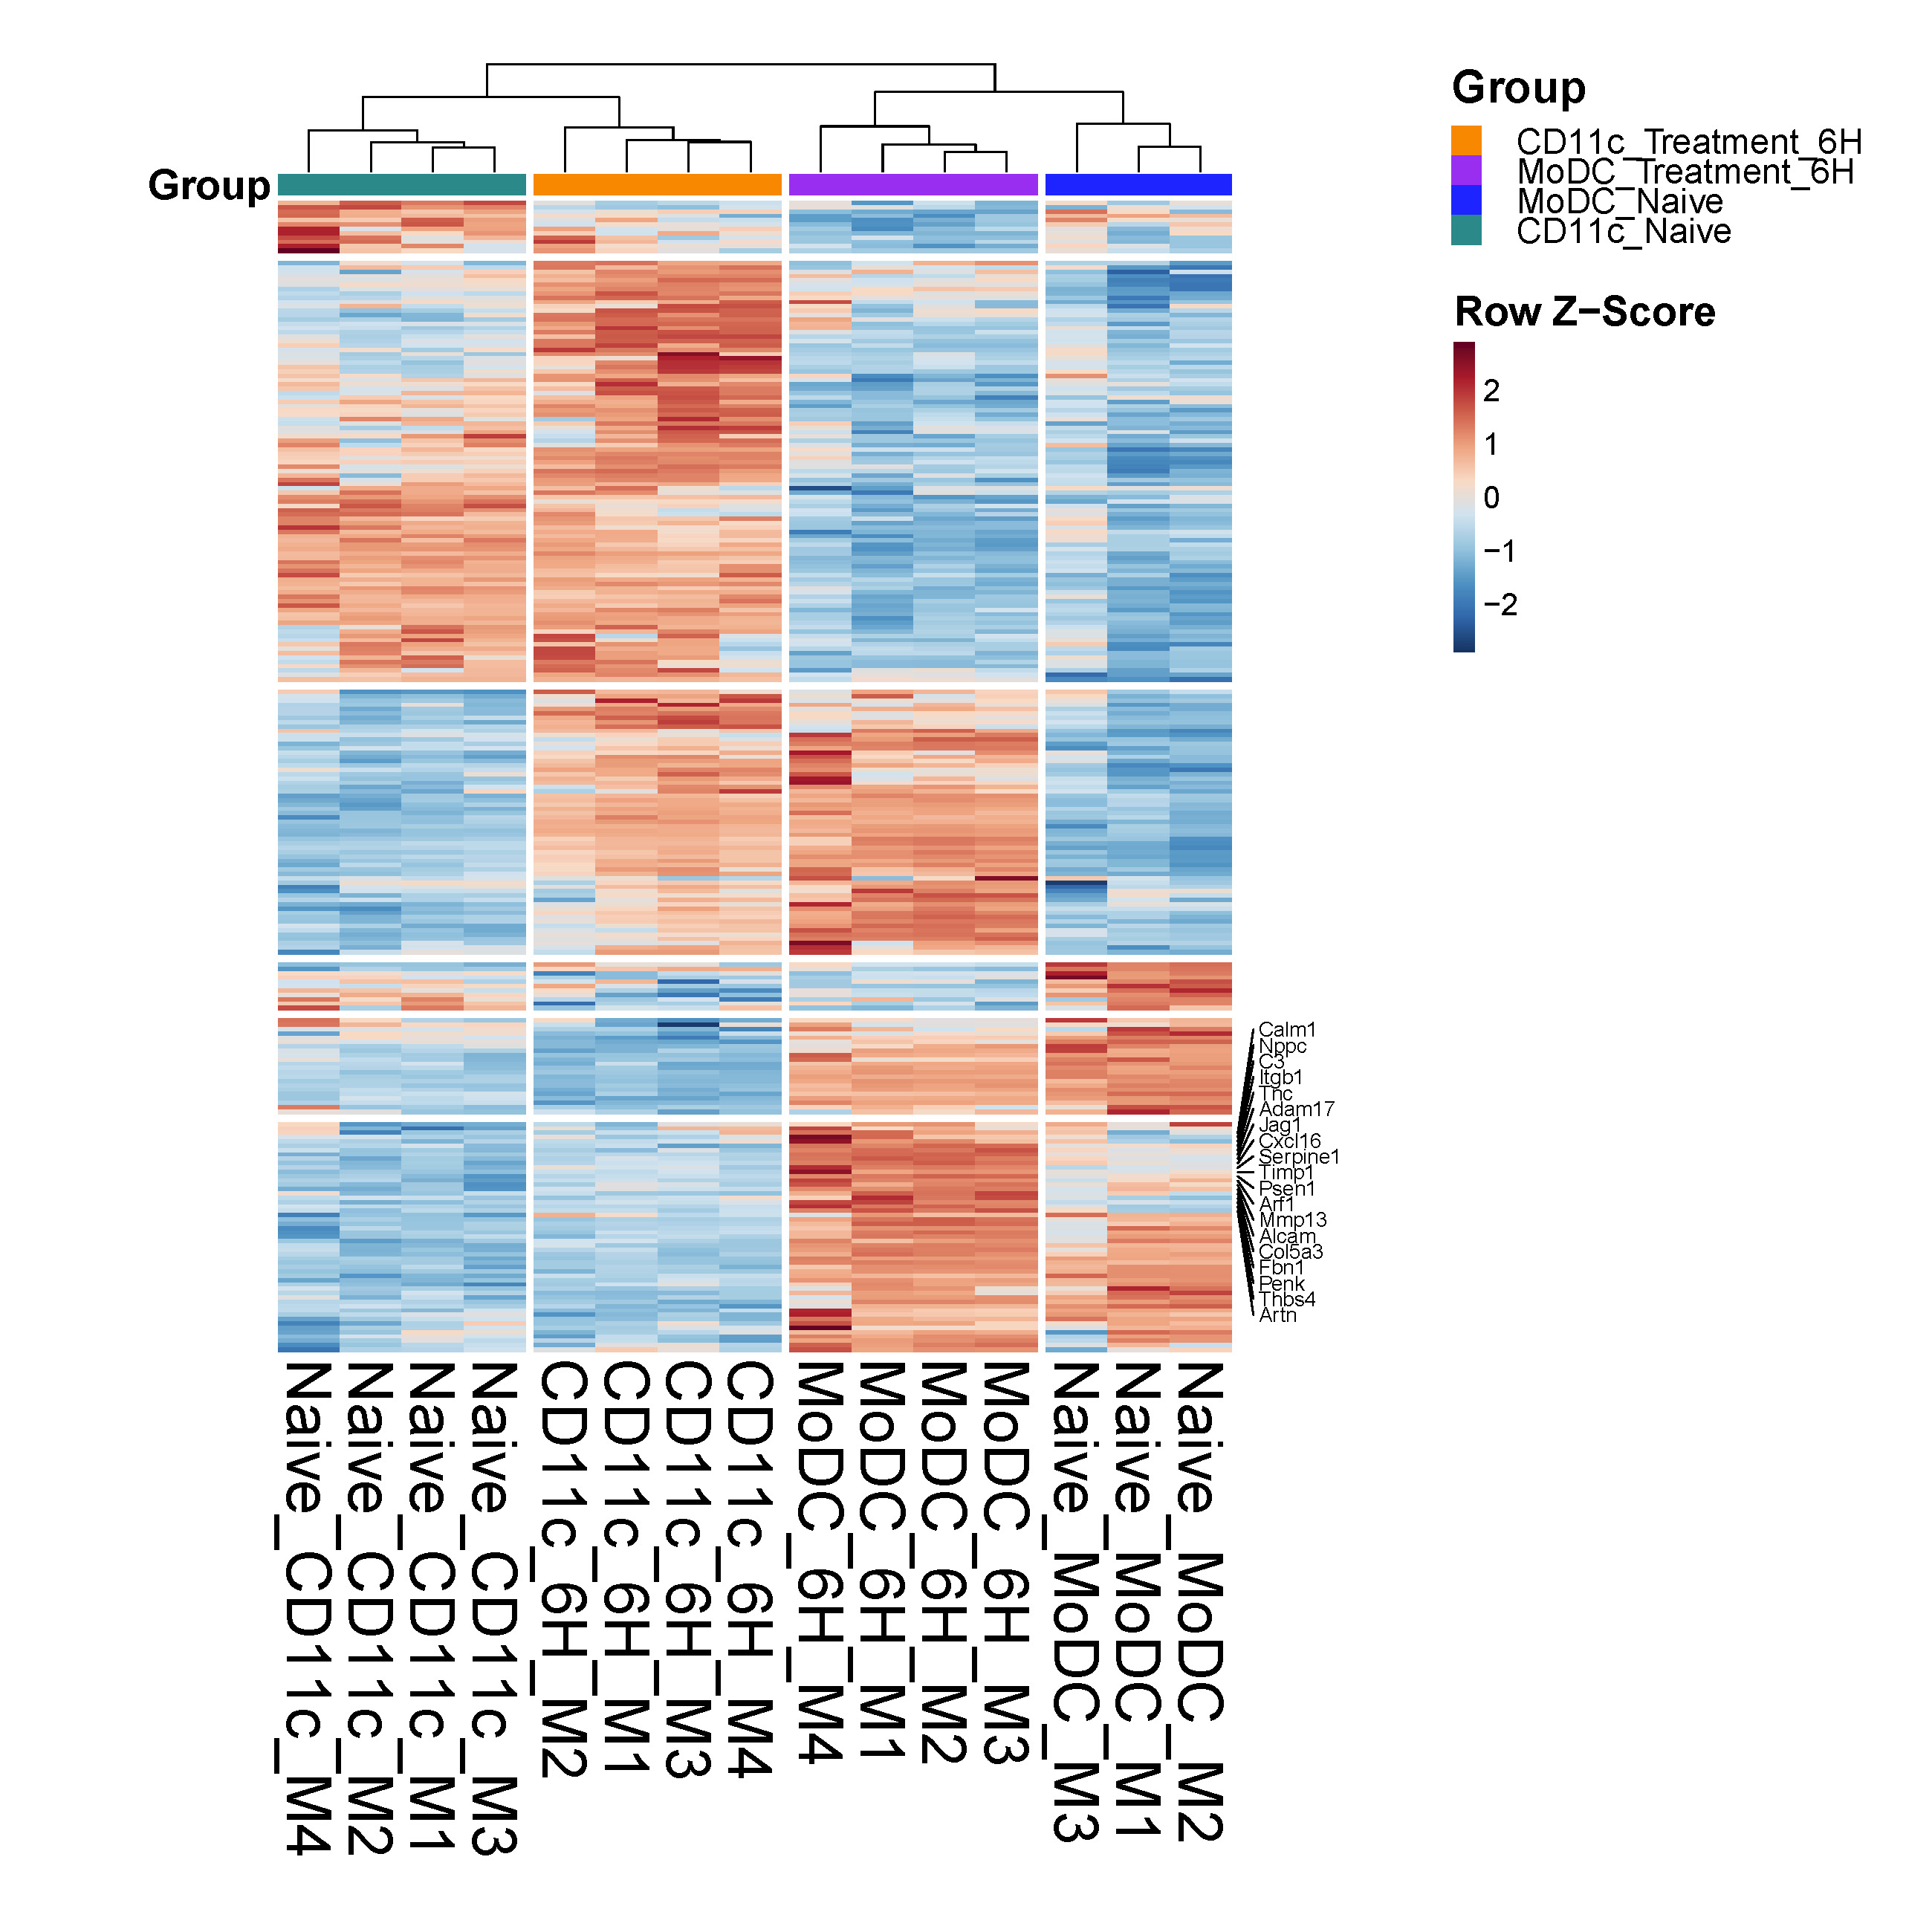 Group
Group
CD11c_Treatment_6H
MoDC_Treatment_6H
MoDC_Naive
CD11c_Naive
Row Z−Score
2
1
0
−1
−2
Calm1
Nppc
C3
Itgb1
Tnc
Adam17
Jag1
Cxcl16
Serpine1
Timp1
Psen1
Arf1
Mmp13
Alcam
Col5a3
Fbn1
Penk
Thbs4
Artn
Naive_CD11c_M4
Naive_CD11c_M2
Naive_CD11c_M1
Naive_CD11c_M3
CD11c_6H_M2
CD11c_6H_M1
CD11c_6H_M3
CD11c_6H_M4
MoDC_6H_M4
MoDC_6H_M1
MoDC_6H_M2
MoDC_6H_M3
Naive_MoDC_M3
Naive_MoDC_M1
Naive_MoDC_M2